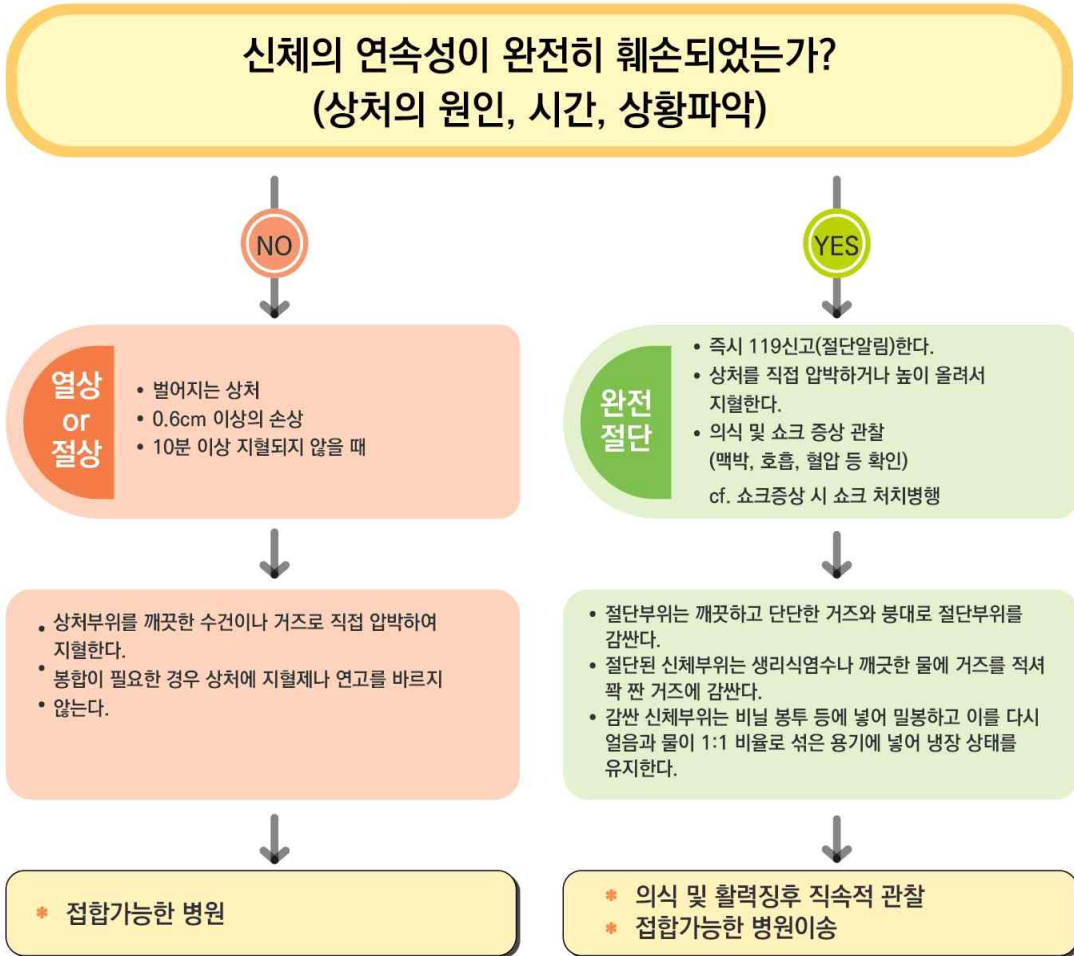 신체의 연속성이 완전히 훼손되었는가?
(상처의 원인, 시간, 상황파악)
NO
열상
or
절상
• 벌어지는 상처
• 0.6cm 이상의 손상
• 10분 이상 지혈되지 않을 때
• 상처부위를 깨끗한 수건이나 거즈로 직접 압박하여
지혈한다.
• 봉합이 필요한 경우 상처에 지혈제나 연고를 바르지
• 않는다.
* 접합가능한 병원
YES
완전
절단
• 즉시 119신고(절단알림)한다.
• 상처를 직접 압박하거나 높이 올려서
지혈한다.
• 의식 및 쇼크 증상 관찰
(맥박, 호흡, 혈압 등 확인)
cf. 쇼크증상 시 쇼크 처치병행
• 절단부위는 깨끗하고 단단한 거즈와 붕대로 절단부위를
감싼다.
• 절단된 신체부위는 생리식염수나 깨긋한 물에 거즈를 적셔
꽉 짠 거즈에 감싼다.
• 감싼 신체부위는 비닐 봉투 등에 넣어 밀봉하고 이를 다시
얼음과 물이 1:1 비율로 섞은 용기에 넣어 냉장 상태를
유지한다.
* 의식 및 활력징후 직속적 관찰
* 접합가능한 병원이송